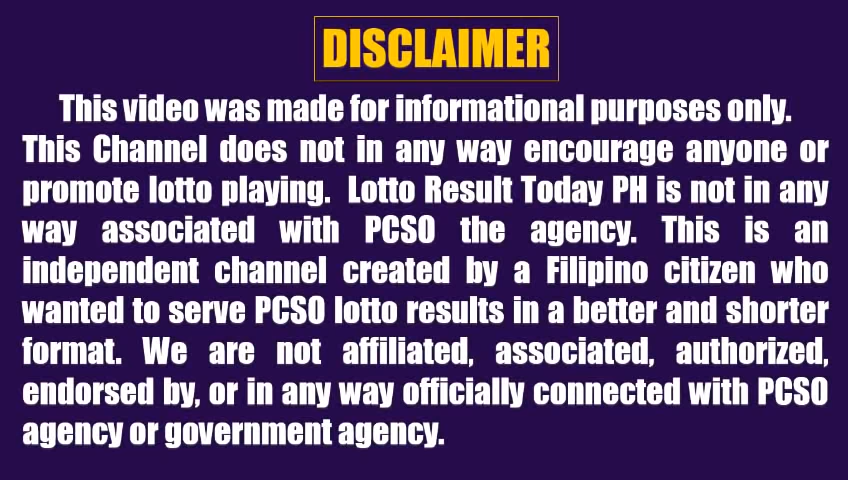 DISCLAIMER
This video was made for informational purposes only.
This Channel does not in any way encourage anyone or
promote lotto playing. Lotto Result Today PH is not in any
way associated with PCSO the agency. This is an
independent channel created by a Filipino citizen who
wanted to serve PCSO lotto results in a better and shorter
format. We are not affiliated, associated, authorized,
endorsed by, or in any way officially connected with PCSO
agency or government agency.